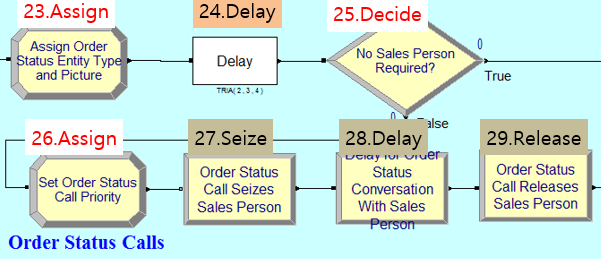 23.Assign
24.Delay
25.Decide
Assign Order
Status Entity Type
and Picture
Delay
TRIA( 2 , 3 , 4 )
No Sales Person
Required?
0
True
0
False
26.Assign
27.Seize
28.Delay
29.Release
Set Order Status
Call Priority
Order Status
Call Seizes
Sales Person
Delay for Order
Status
Conversation
With Sales
Person
Order Status
Call Releases
Sales Person
Order Status Calls